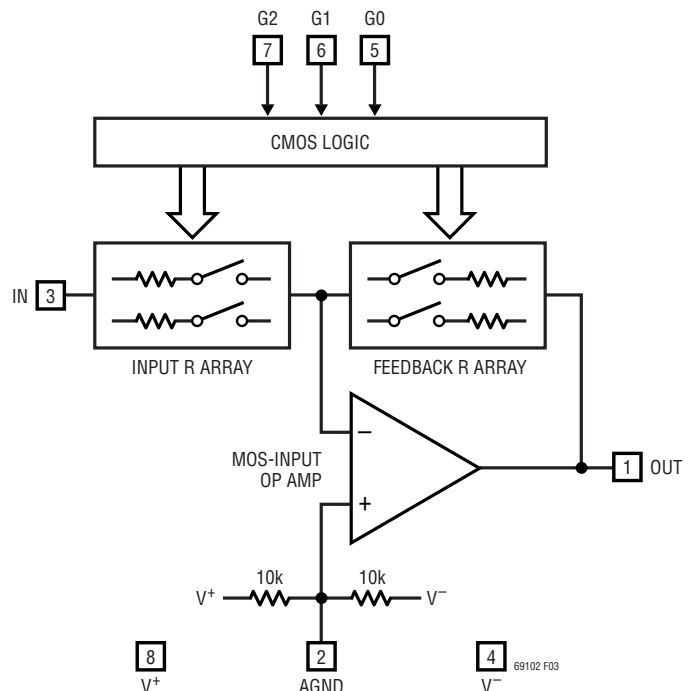 G2 G1 G0
7 6 5
CMOS LOGIC
IN 3
INPUT R ARRAY FEEDBACK R ARRAY
MOS-INPUT
OP AMP
–
+
1 OUT
10k 10k
V+ V–
8 2 4 69102 F03
V+ AGND V–